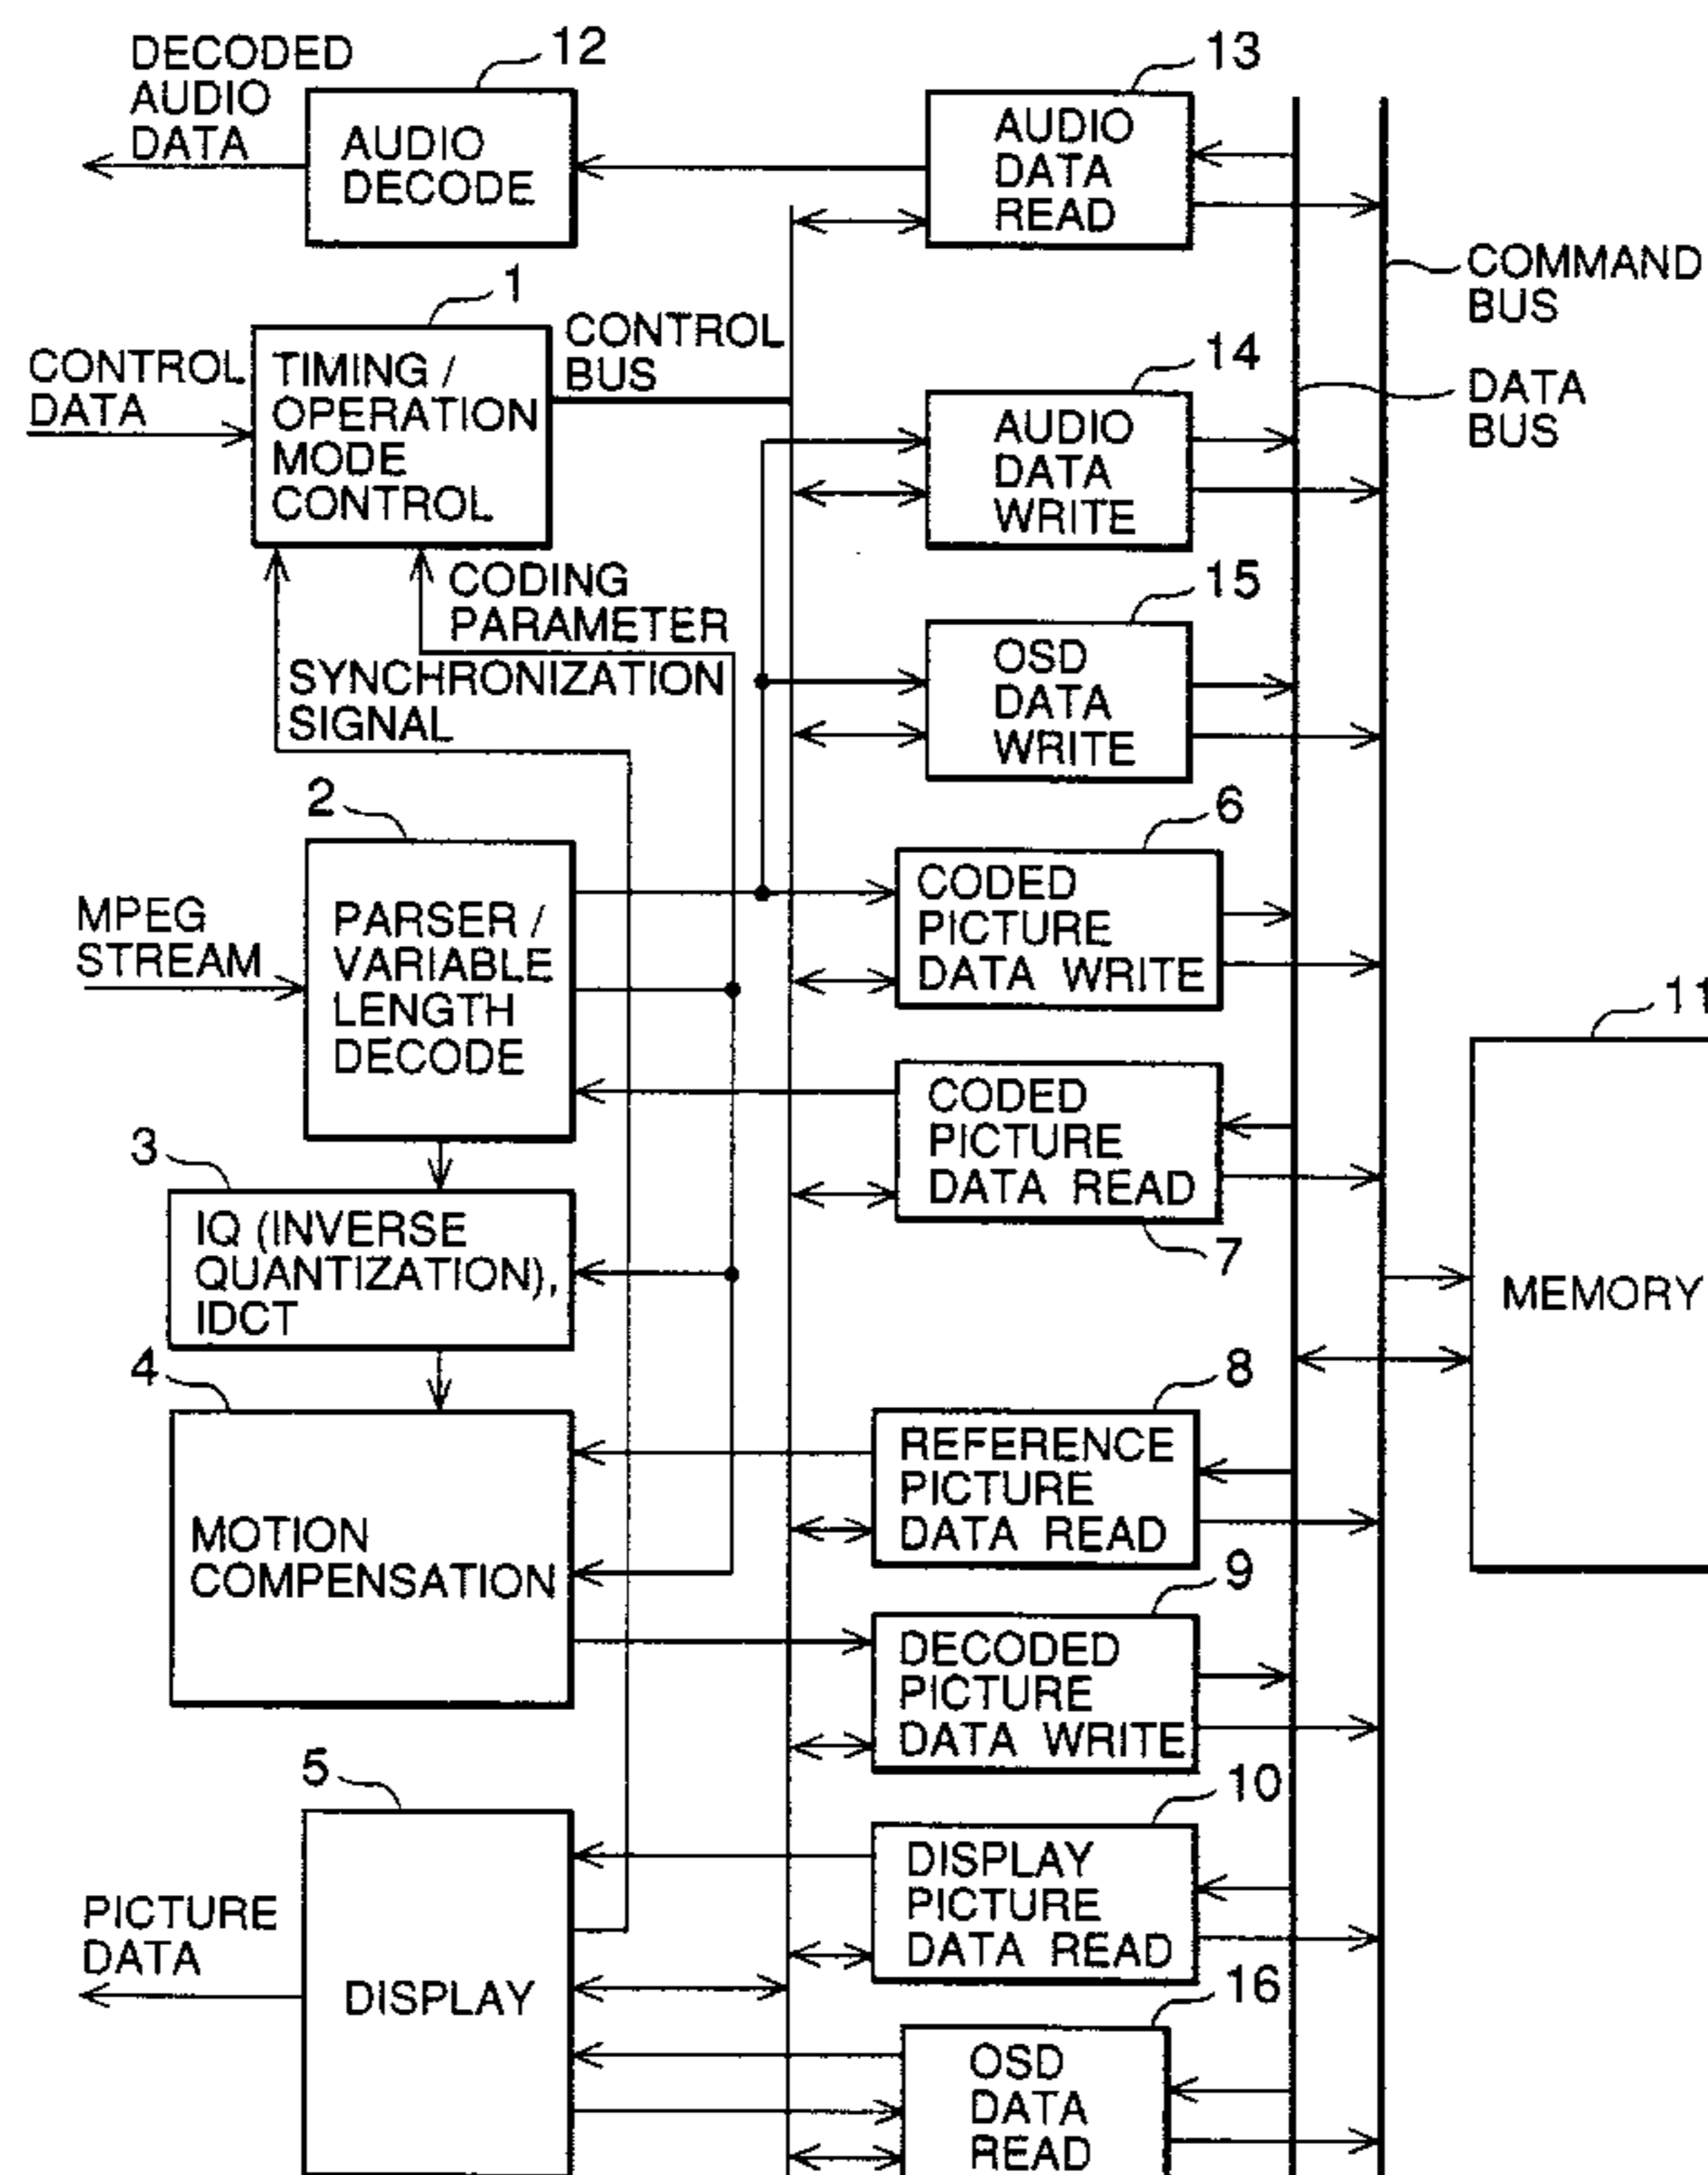 DECODED
AUDIO
DATA
12
AUDIO
DECODE
13
AUDIO
DATA
READ
COMMAND
BUS
1
CONTROL
DATA
TIMING /
OPERATION
MODE
CONTROL
CONTROL
BUS
14
AUDIO
DATA
WRITE
DATA
BUS
CODING
PARAMETER
SYNCHRONIZATION
SIGNAL
15
OSD
DATA
WRITE
2
MPEG
STREAM
PARSER /
VARIABLE
LENGTH
DECODE
6
CODED
PICTURE
DATA WRITE
11
CODED
PICTURE
DATA READ
7
3
IQ (INVERSE
QUANTIZATION),
IDCT
MEMORY
4
MOTION
COMPENSATION
8
REFERENCE
PICTURE
DATA READ
9
DECODED
PICTURE
DATA WRITE
5
PICTURE
DATA
DISPLAY
10
DISPLAY
PICTURE
DATA READ
16
OSD
DATA
READ